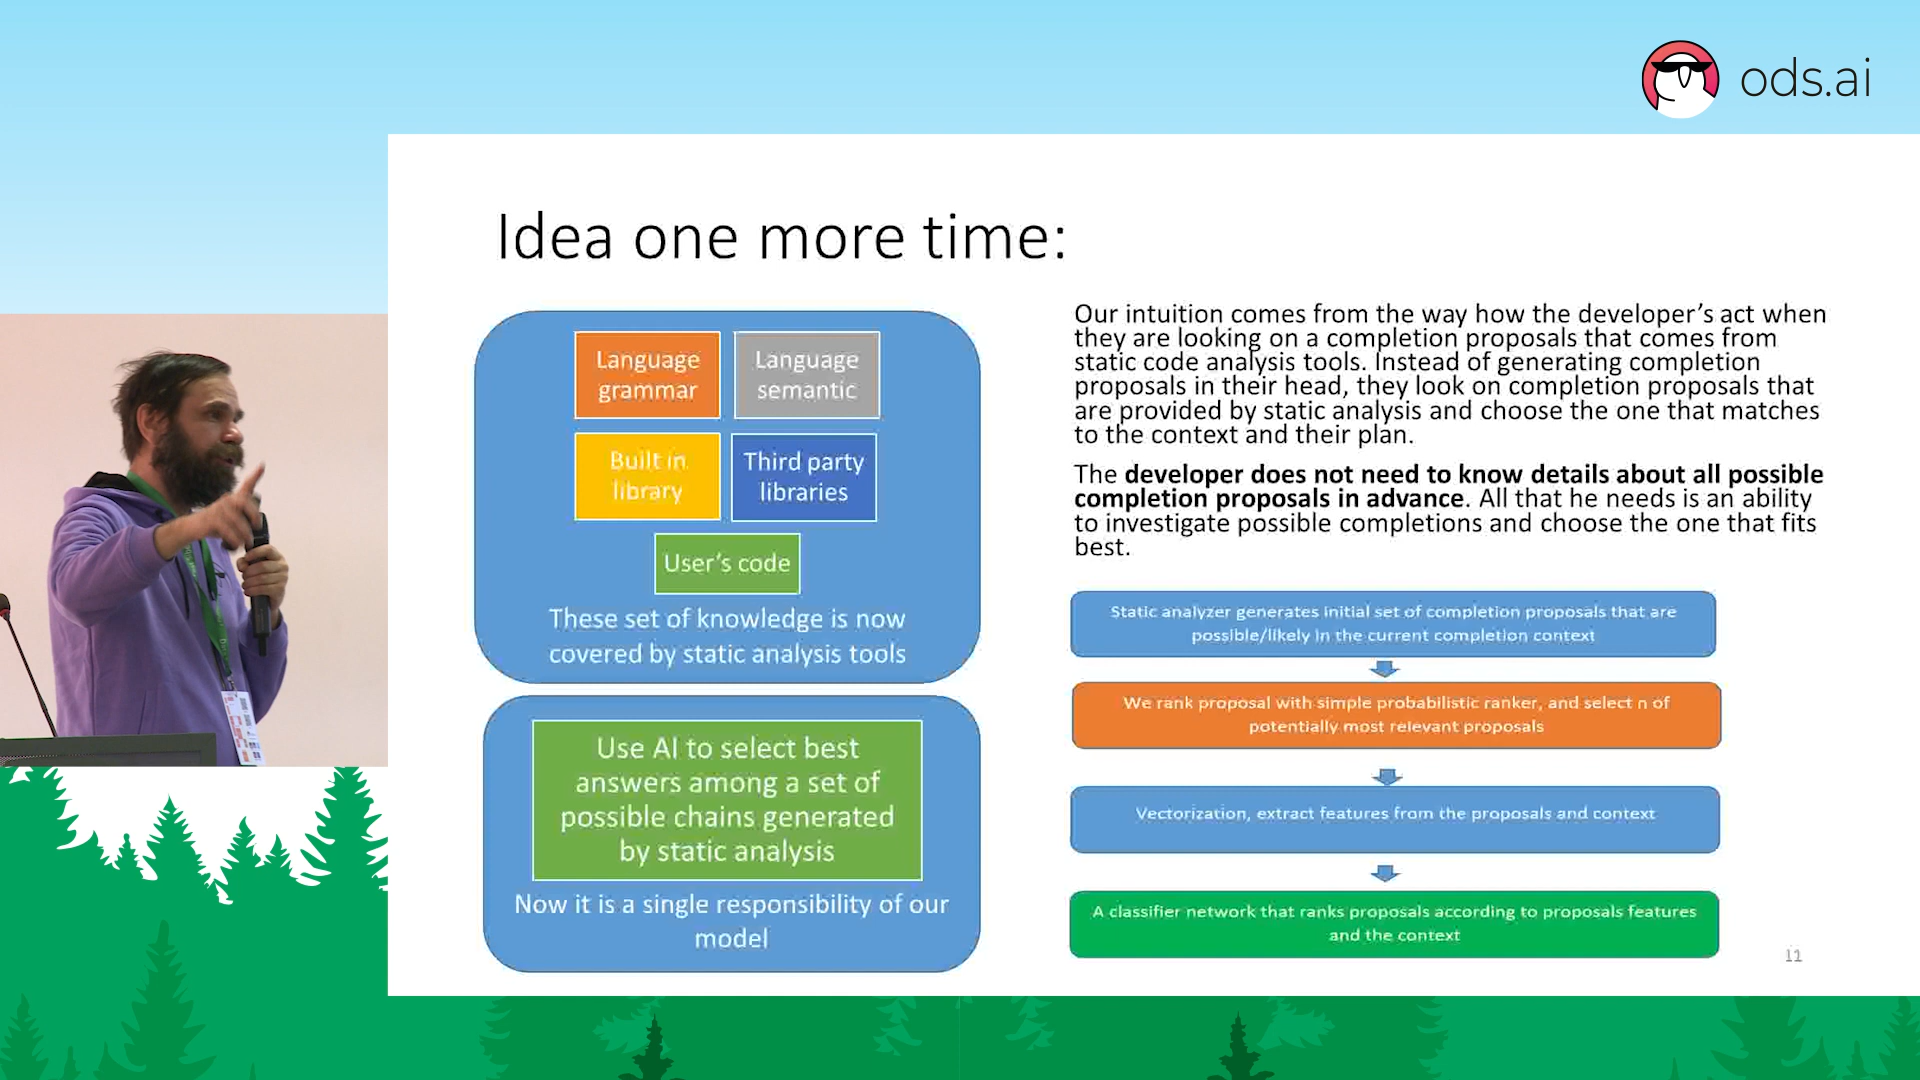 ods.ai
Idea one more time:
Language
grammar
Language
semantic
Built in
library
Third party
libraries
User's code
These set of knowledge is now
covered by static analysis tools
Use AI to select best
answers among a set of
possible chains generated
by static analysis
Now it is a single responsibility of our
model
Our intuition comes from the way how the developer's act when
they are looking on a completion proposals that comes from
static code analysis tools. Instead of generating completion
proposals in their head, they look on completion proposals that
are provided by static analysis and choose the one that matches
to the context and their plan.
The developer does not need to know details about all possible
completion proposals in advance. All that he needs is an ability
to investigate possible completions and choose the one that fits
best.
Static analyzer generates initial set of completion proposals that are
possible/likely in the current completion context
We rank proposal with simple probabilistic ranker, and select n of
potentially most relevant proposals
Vectorization, extract features from the proposals and context
A classifier network that ranks proposals according to proposals features
and the context
11